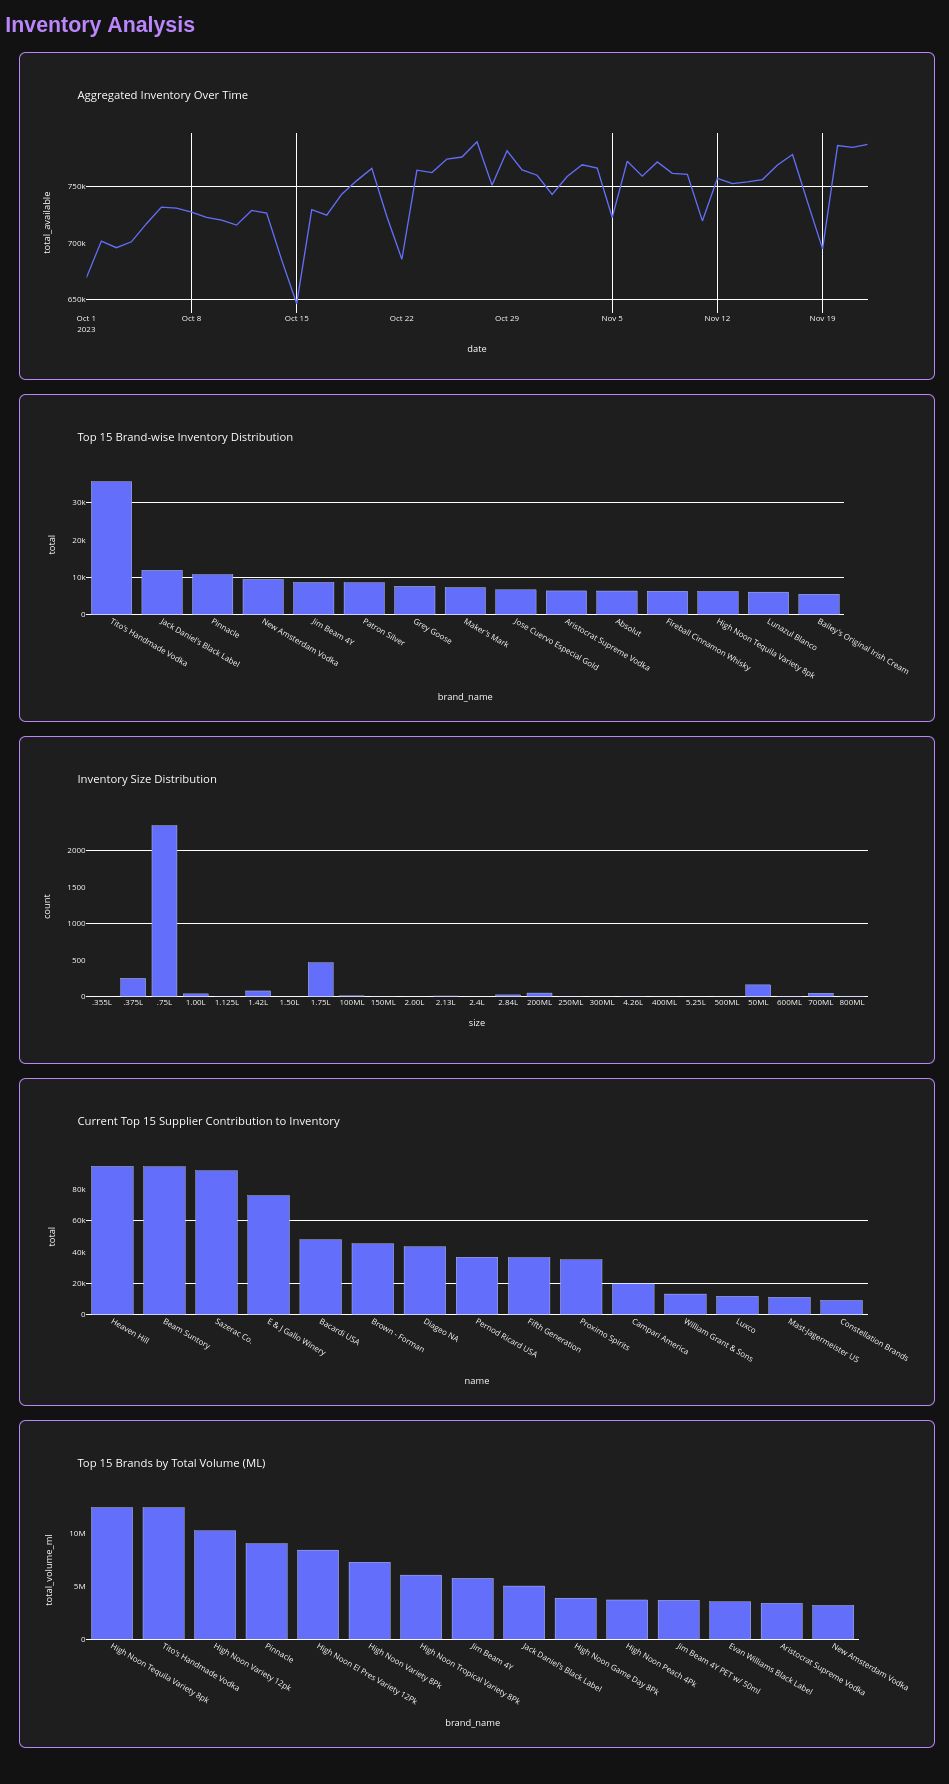 Inventory Analysis
Aggregated Inventory Over Time
total_available
750k
700k
650k
Oct 1
2023
Oct 8
Oct 15
Oct 22
Oct 29
Nov 5
Nov 12
Nov 19
date
Top 15 Brand-wise Inventory Distribution
total
30k
20k
10k
0
Tito's Handmade Vodka
Jack Daniel's Black Label
Pinnacle
New Amsterdam Vodka
Jim Beam 4Y
Patron Silver
Grey Goose
Maker's Mark
Jose Cuervo Especial Gold
Aristocrat Supreme Vodka
Absolut
Fireball Cinnamon Whisky
High Noon Tequila Variety 8pk
Lunazul Blanco
Bailey's Original Irish Cream
brand_name
Inventory Size Distribution
count
2000
1500
1000
500
0
.355L
.375L
.75L
1.00L
1.125L
1.42L
1.50L
1.75L
100ML
150ML
2.00L
2.13L
2.4L
2.84L
200ML
250ML
300ML
4.26L
400ML
5.25L
500ML
50ML
600ML
700ML
800ML
size
Current Top 15 Supplier Contribution to Inventory
total
80k
60k
40k
20k
0
Heaven Hill
Beam Suntory
Sazerac Co.
E & J Gallo Winery
Bacardi USA
Brown - Forman
Diageo NA
Pernod Ricard USA
Fifth Generation
Proximo Spirits
Campari America
William Grant & Sons
Luxco
Mast-Jagermeister US
Constellation Brands
name
Top 15 Brands by Total Volume (ML)
total_volume_ml
10M
5M
0
High Noon Tequila Variety 8pk
Tito's Handmade Vodka
High Noon Variety 12pk
Pinnacle
High Noon El Pres Variety 12Pk
High Noon Variety 8Pk
High Noon Tropical Variety 8Pk
Jim Beam 4Y
Jack Daniel's Black Label
High Noon Game Day 8Pk
High Noon Peach 4Pk
Jim Beam 4Y PET w/ 50ml
Evan Williams Black Label
Aristocrat Supreme Vodka
New Amsterdam Vodka
brand_name